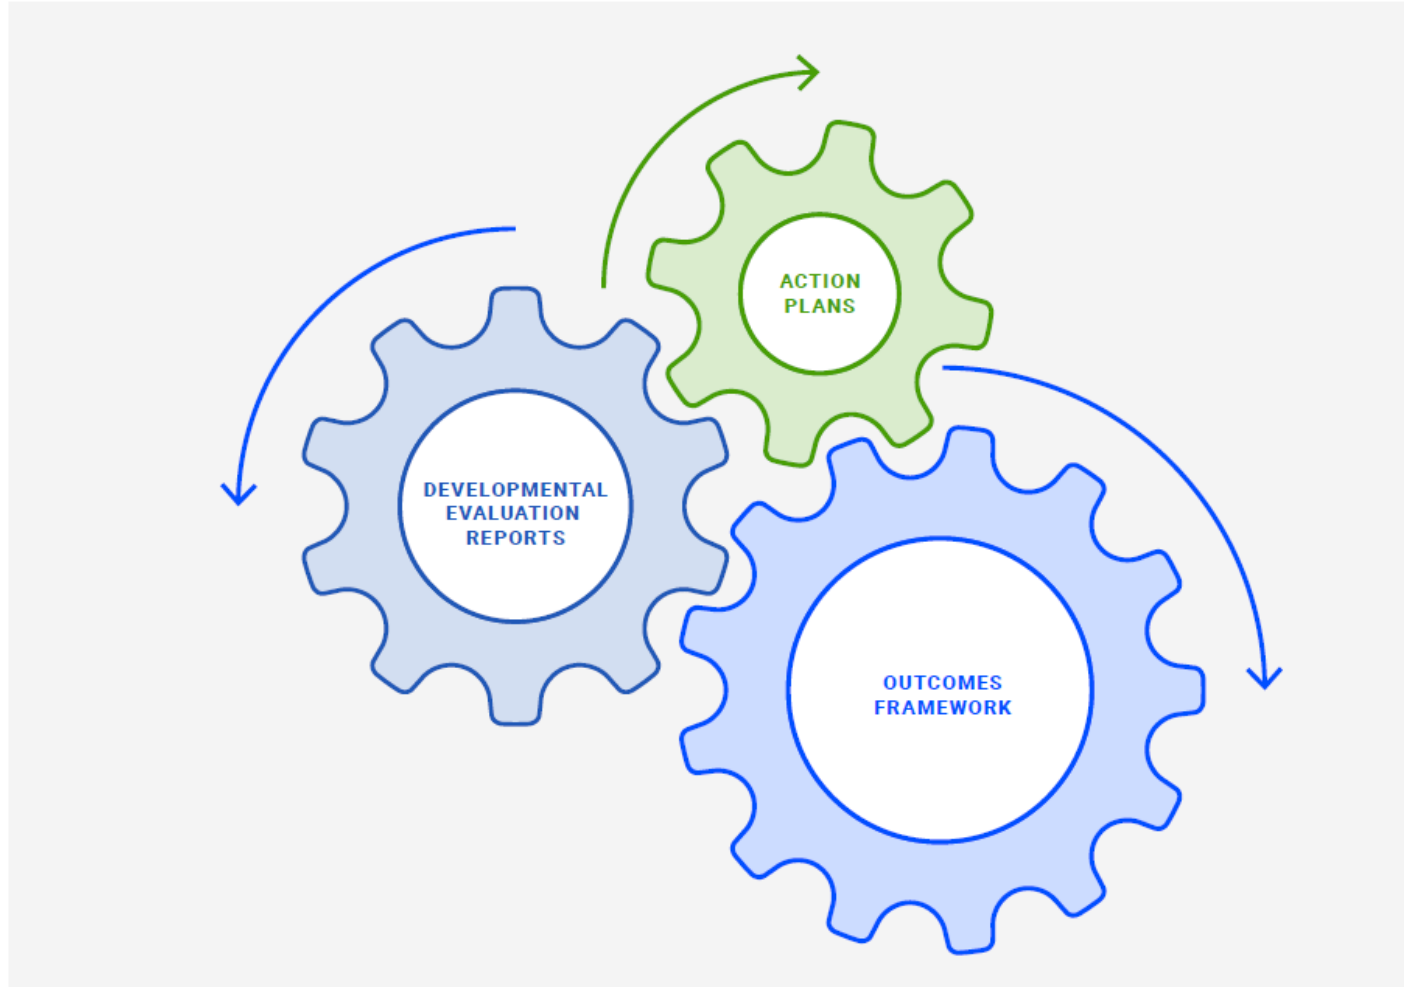 ACTION
PLANS
DEVELOPMENTAL
EVALUATION
REPORTS
OUTCOMES
FRAMEWORK